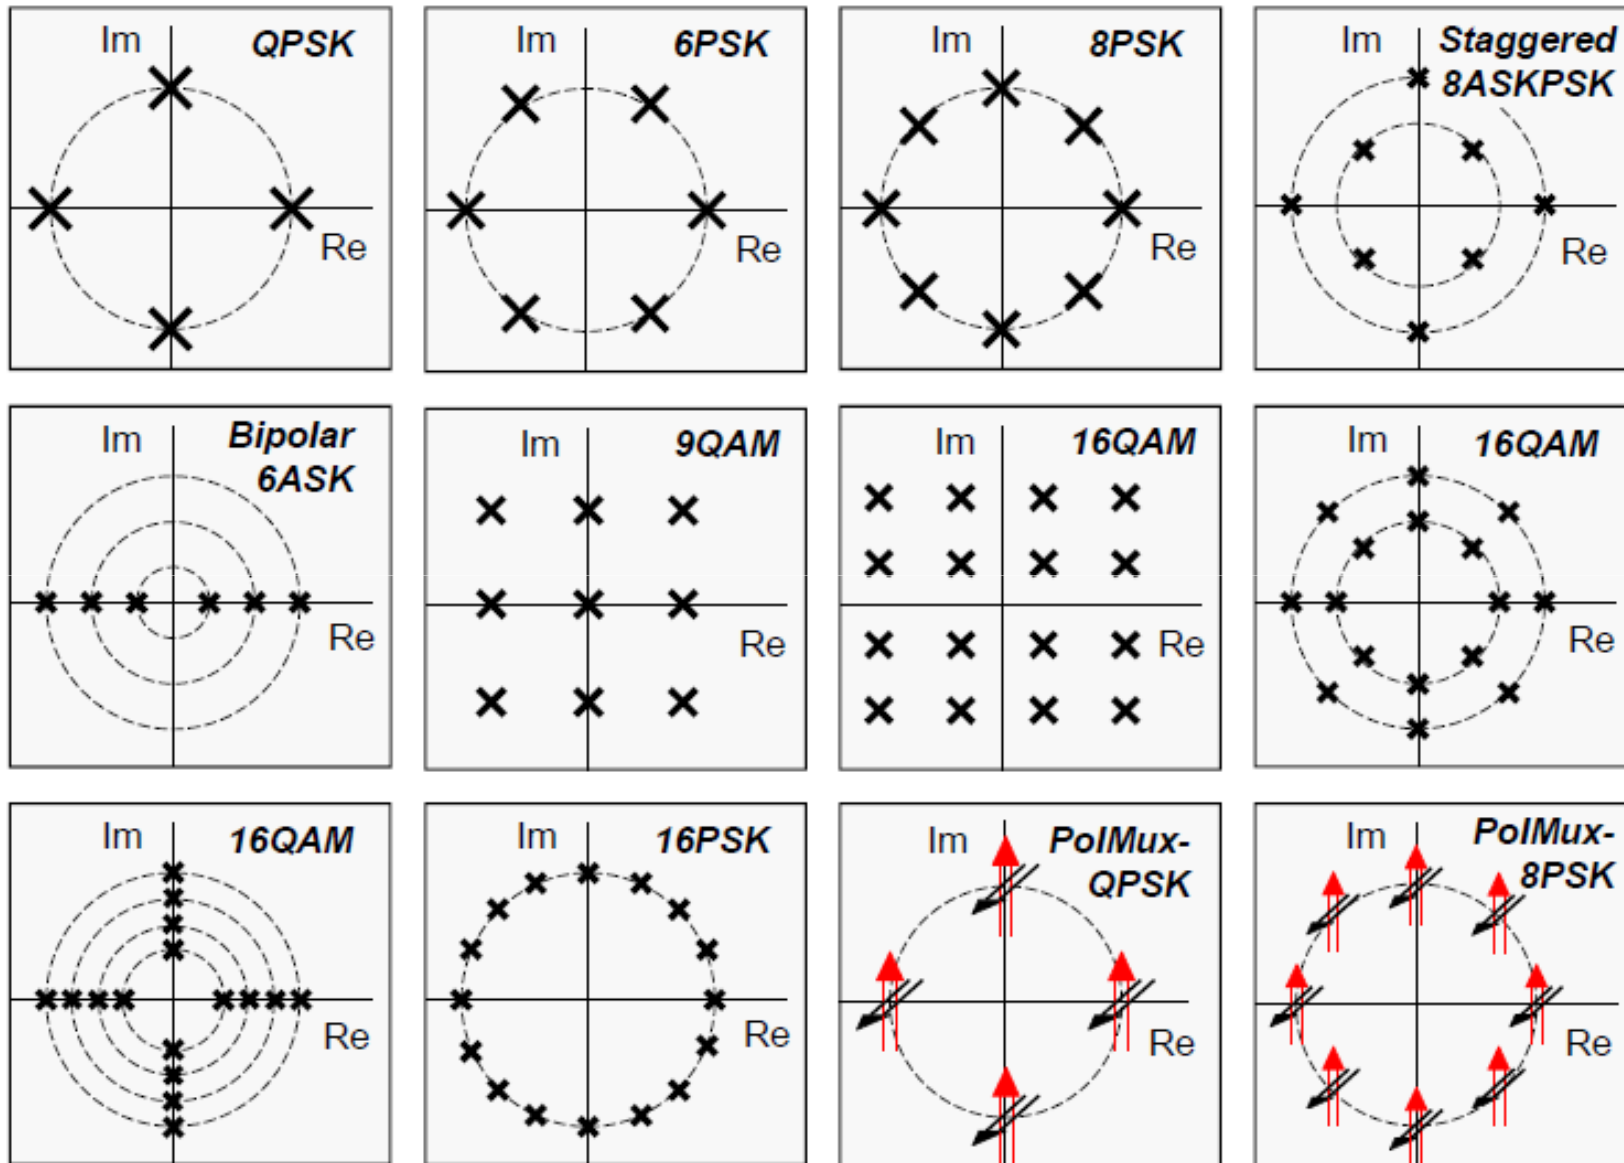 Im
QPSK
Re
Im
6PSK
Re
Im
8PSK
Re
Im
Staggered
8ASKPSK
Re
Im
Bipolar
6ASK
Re
Im
9QAM
Re
Im
16QAM
Re
Im
16QAM
Re
Im
16QAM
Re
Im
16PSK
Re
Im
PolMux-
QPSK
Re
Im
PolMux-
8PSK
Re